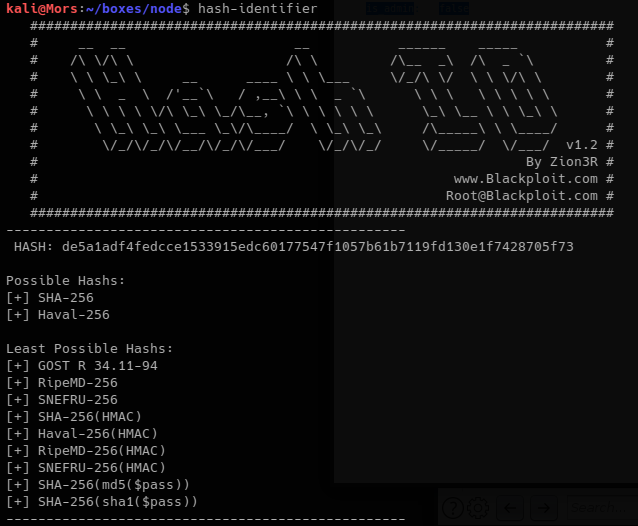 kali@Mors:~/boxes/node$ hash-identifier
#########################################################################
#     __  __                     __           ______    _____           #
#    /\ \/\ \                   /\ \         /\__  _\  /\  _ `\         #
#    \ \ \_\ \     __      ____ \ \ \___     \/_/\ \/  \ \ \/\ \        #
#     \ \  _  \  /'__`\   / ,__\ \ \  _ `\      \ \ \   \ \ \ \ \       #
#      \ \ \ \ \/\ \_\ \_/\__, `\ \ \ \ \ \      \_\ \__ \ \ \_\ \      #
#       \ \_\ \_\ \___ \_\/\____/  \ \_\ \_\     /\_____\ \ \____/      #
#        \/_/\/_/\/__/\/_/\/___/    \/_/\/_/     \/_____/  \/___/  v1.2 #
#                                                             By Zion3R #
#                                                    www.Blackploit.com #
#                                                   Root@Blackploit.com #
#########################################################################
--------------------------------------------------
HASH: de5a1adf4fedcce1533915edc60177547f1057b61b7119fd130e1f7428705f73
Possible Hashs:
[+] SHA-256
[+] Haval-256
Least Possible Hashs:
[+] GOST R 34.11-94
[+] RipeMD-256
[+] SNEFRU-256
[+] SHA-256(HMAC)
[+] Haval-256(HMAC)
[+] RipeMD-256(HMAC)
[+] SNEFRU-256(HMAC)
[+] SHA-256(md5($pass))
[+] SHA-256(sha1($pass))
--------------------------------------------------